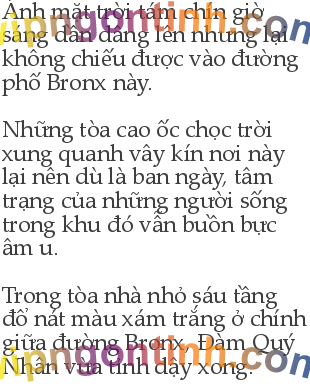 Ánh mặt trời tám chín giờ
sáng dần dâng lên nhưng lại
không chiếu được vào đường
phố Bronx này.
Những tòa cao ốc chọc trời
xung quanh vây kín nơi này
lại nên dù là ban ngày, tâm
trạng của những người sống
trong khu đó vẫn buồn bực
âm u.
Trong tòa nhà nhỏ sáu tầng
đổ nát màu xám trắng ở chính
giữa đường Bronx, Đàm Quý
Nhân vừa tỉnh dậy xong.